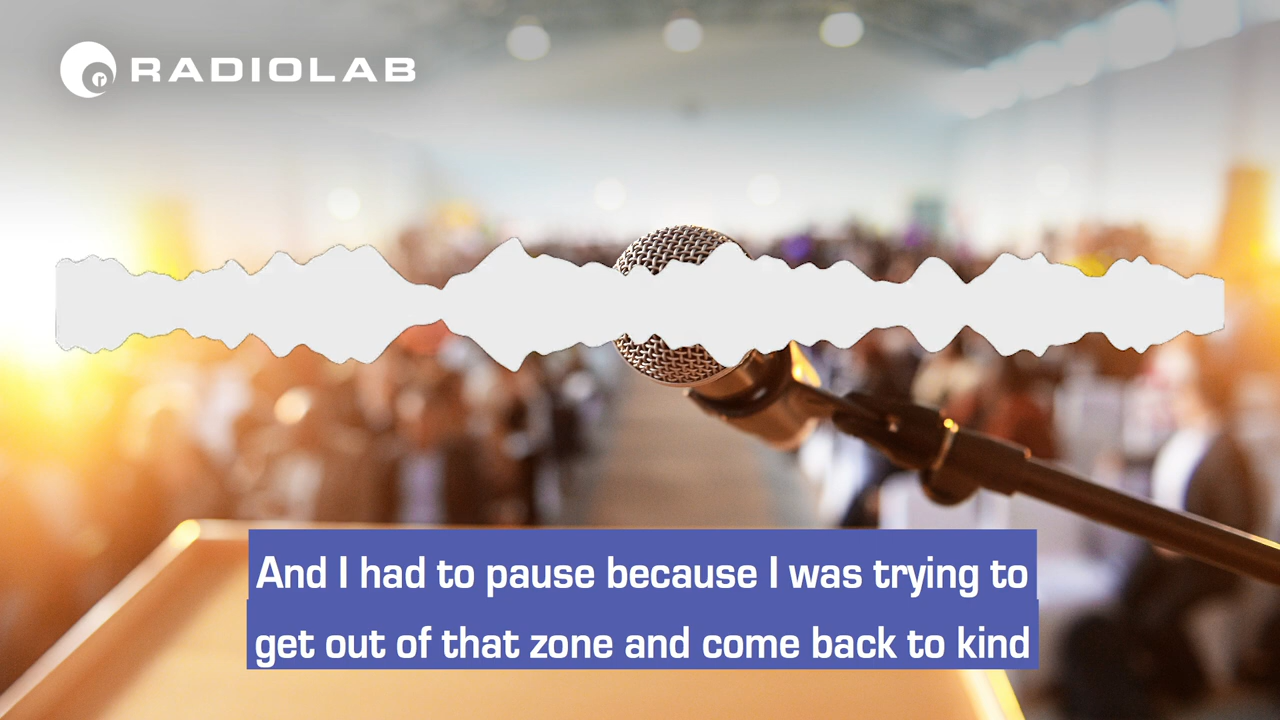 RADIOLAB
And I had to pause because I was trying to
get out of that zone and come back to kind